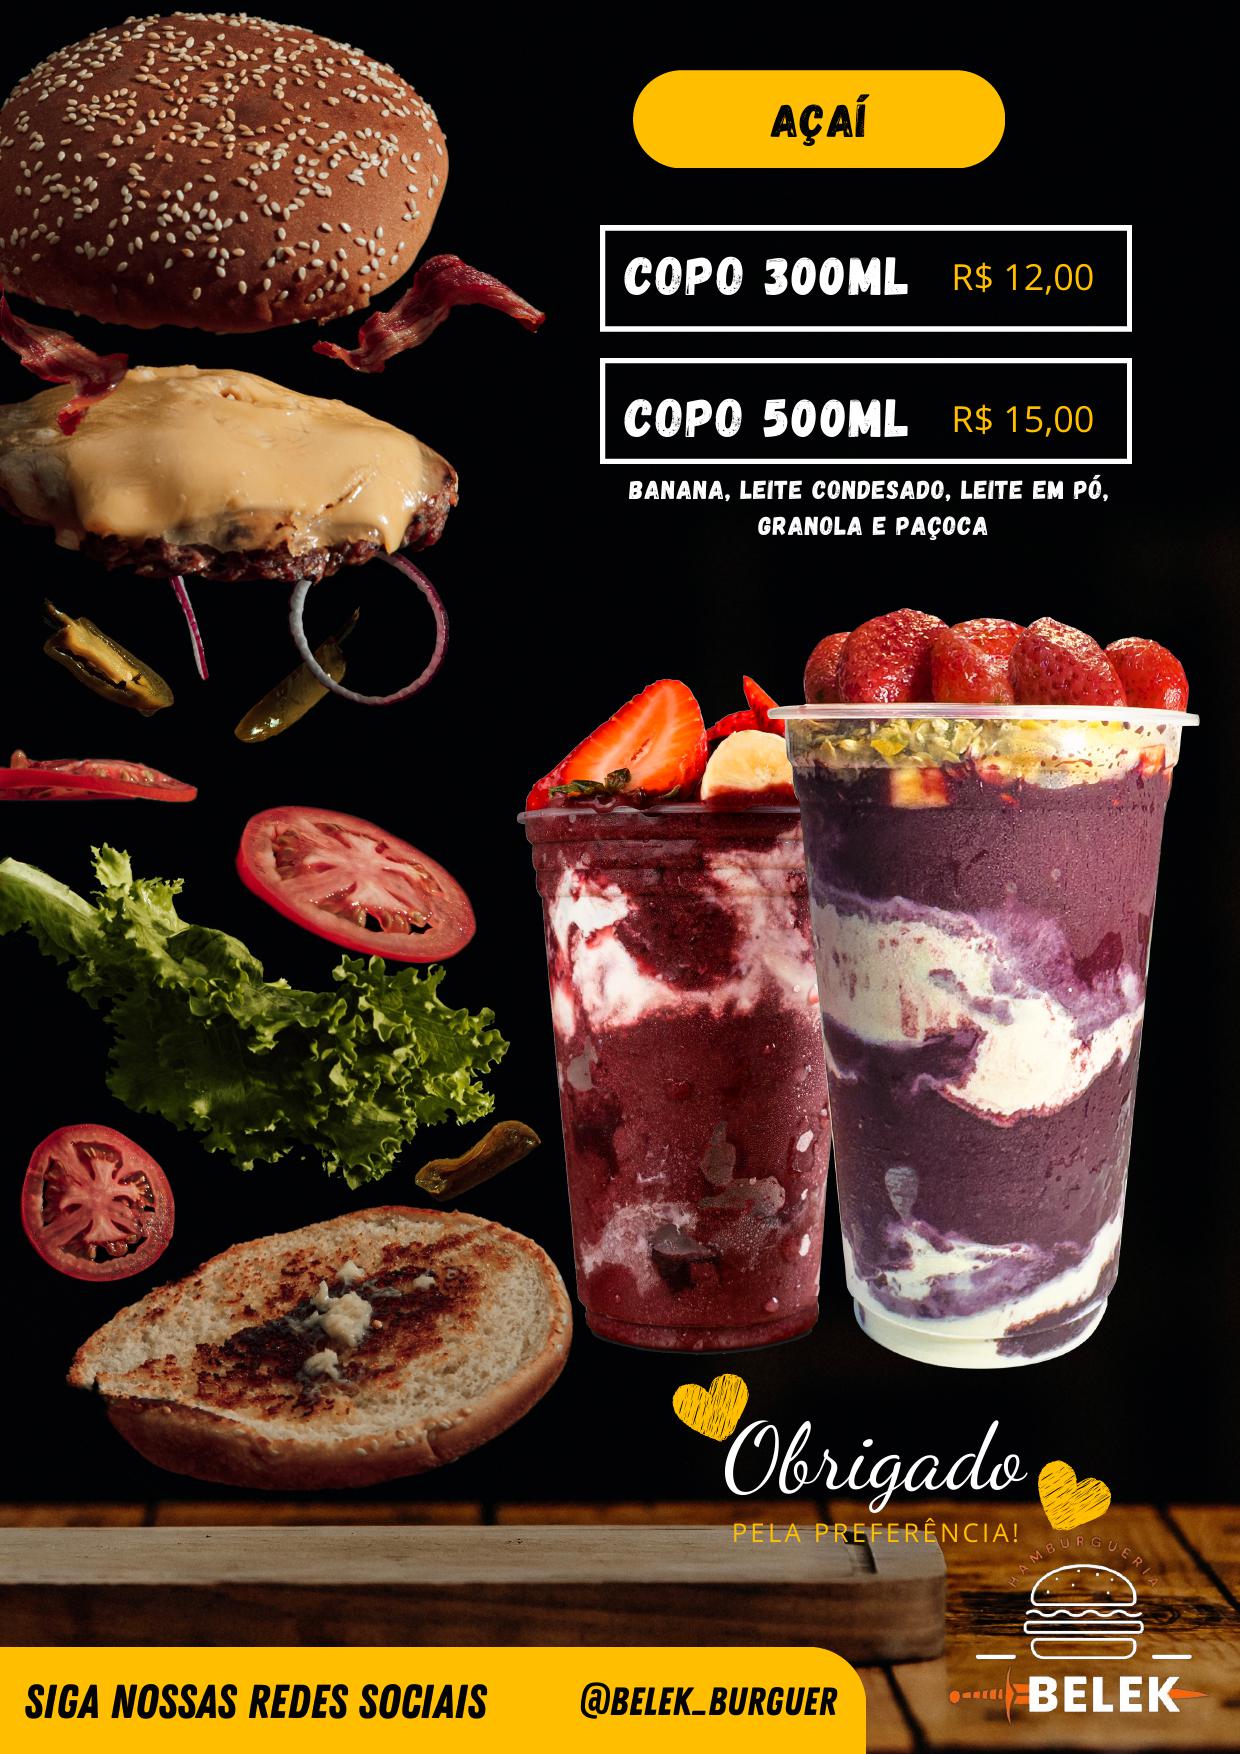 AÇAÍ
COPO 300ML R$ 12,00
COPO 500ML R$ 15,00
BANANA, LEITE CONDESADO, LEITE EM PÓ,
GRANOLA E PAÇOCA
Obrigado
PELA PREFERÊNCIA!
HAMBURGUERIA
BELEK
SIGA NOSSAS REDES SOCIAIS @BELEK_BURGUER